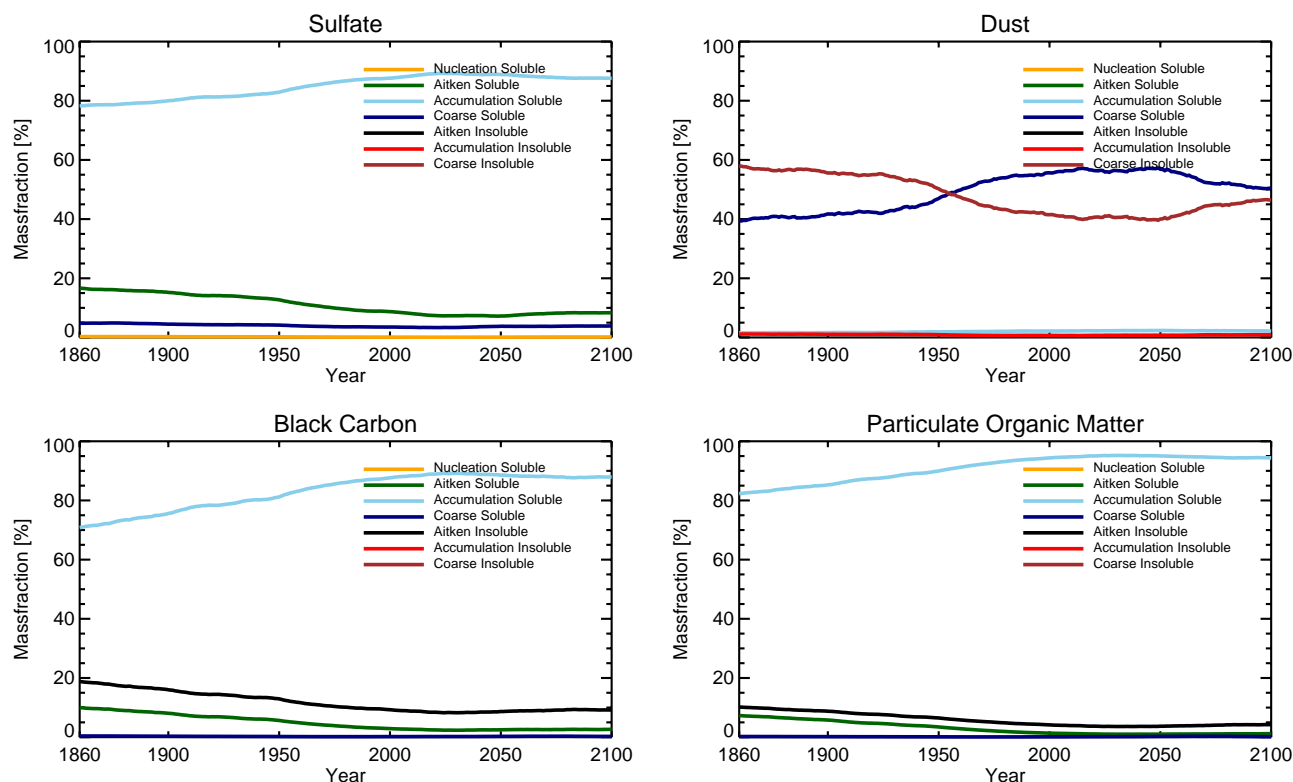 Sulfate
100
80
60
40
20
0
Massfraction [%]
Nucleation Soluble
Aitken Soluble
Accumulation Soluble
Coarse Soluble
Aitken Insoluble
Accumulation Insoluble
Coarse Insoluble
1860 1900 1950 2000 2050 2100
Year
Dust
100
80
60
40
20
0
Massfraction [%]
Nucleation Soluble
Aitken Soluble
Accumulation Soluble
Coarse Soluble
Aitken Insoluble
Accumulation Insoluble
Coarse Insoluble
1860 1900 1950 2000 2050 2100
Year
Black Carbon
100
80
60
40
20
0
Massfraction [%]
Nucleation Soluble
Aitken Soluble
Accumulation Soluble
Coarse Soluble
Aitken Insoluble
Accumulation Insoluble
Coarse Insoluble
1860 1900 1950 2000 2050 2100
Year
Particulate Organic Matter
100
80
60
40
20
0
Massfraction [%]
Nucleation Soluble
Aitken Soluble
Accumulation Soluble
Coarse Soluble
Aitken Insoluble
Accumulation Insoluble
Coarse Insoluble
1860 1900 1950 2000 2050 2100
Year